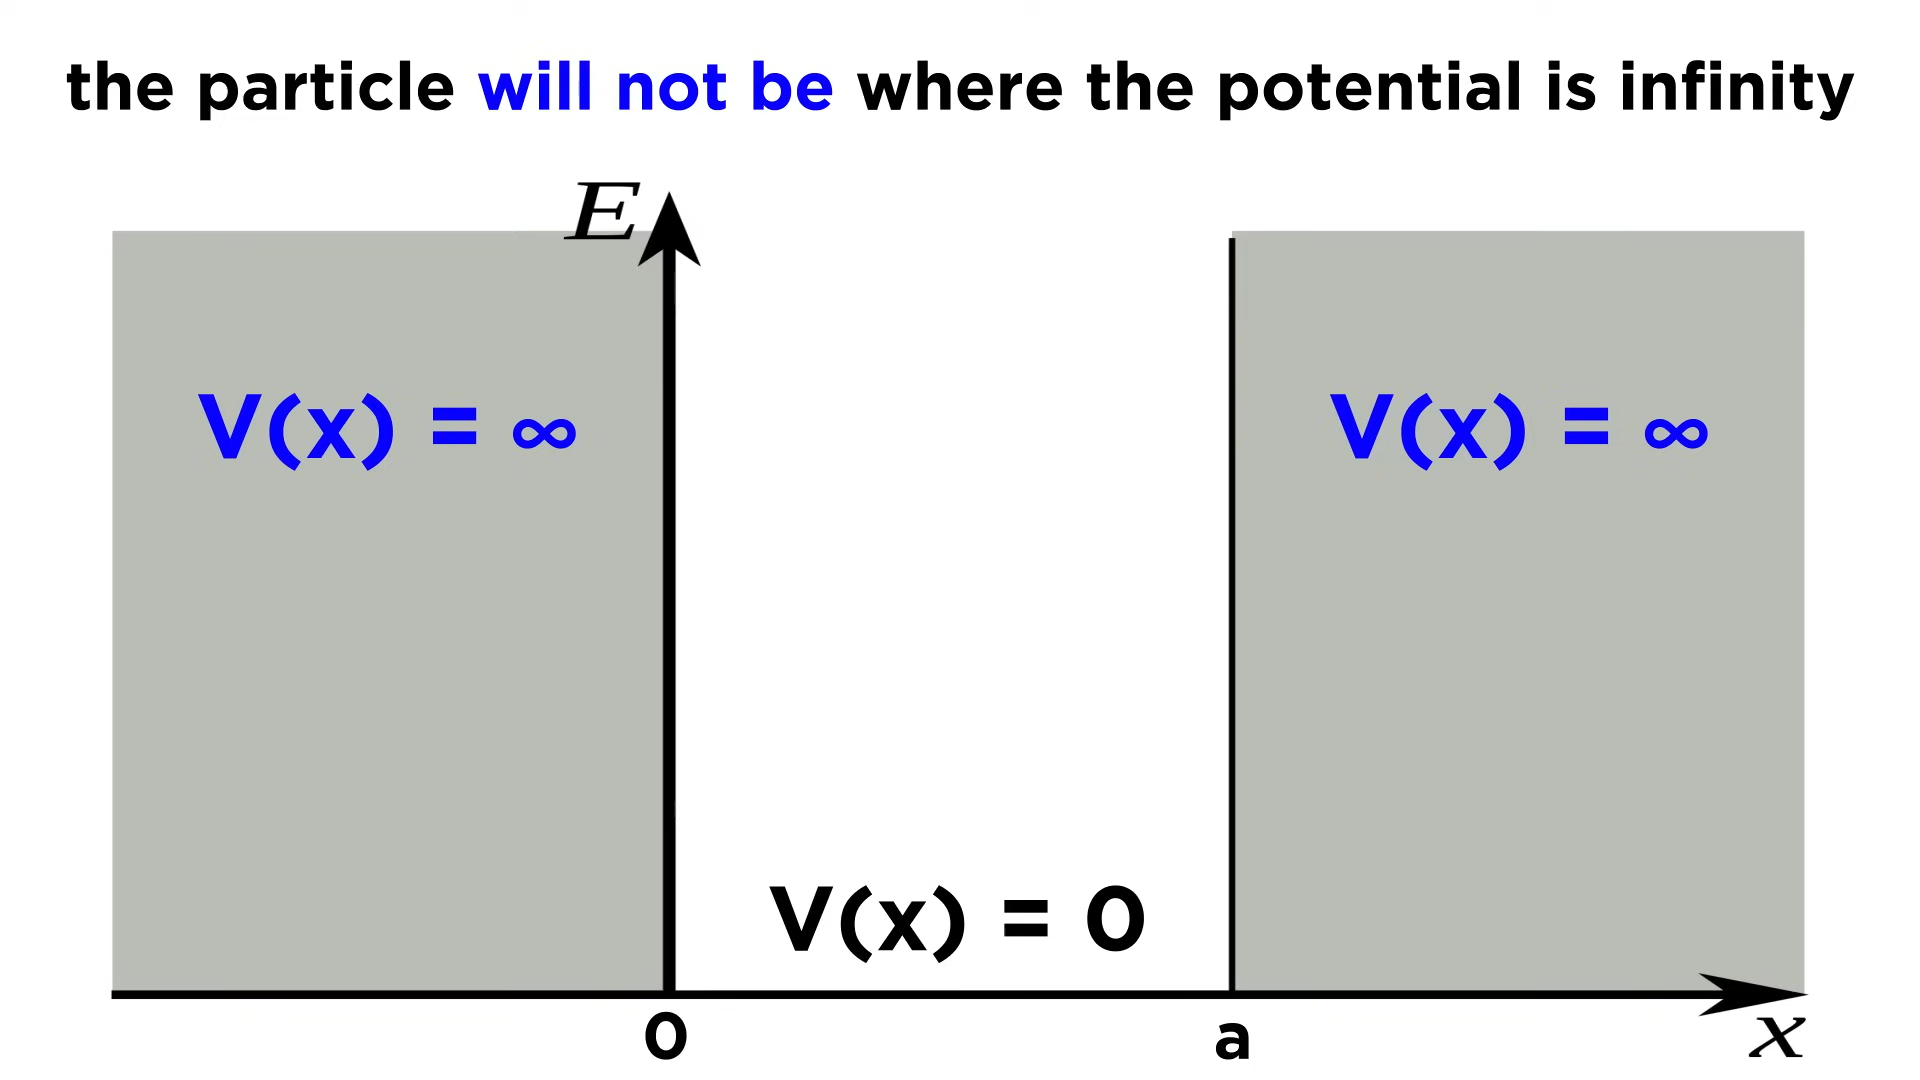 the particle will not be where the potential is infinity
E
V(x) = ∞
V(x) = ∞
V(x) = 0
0
a
x